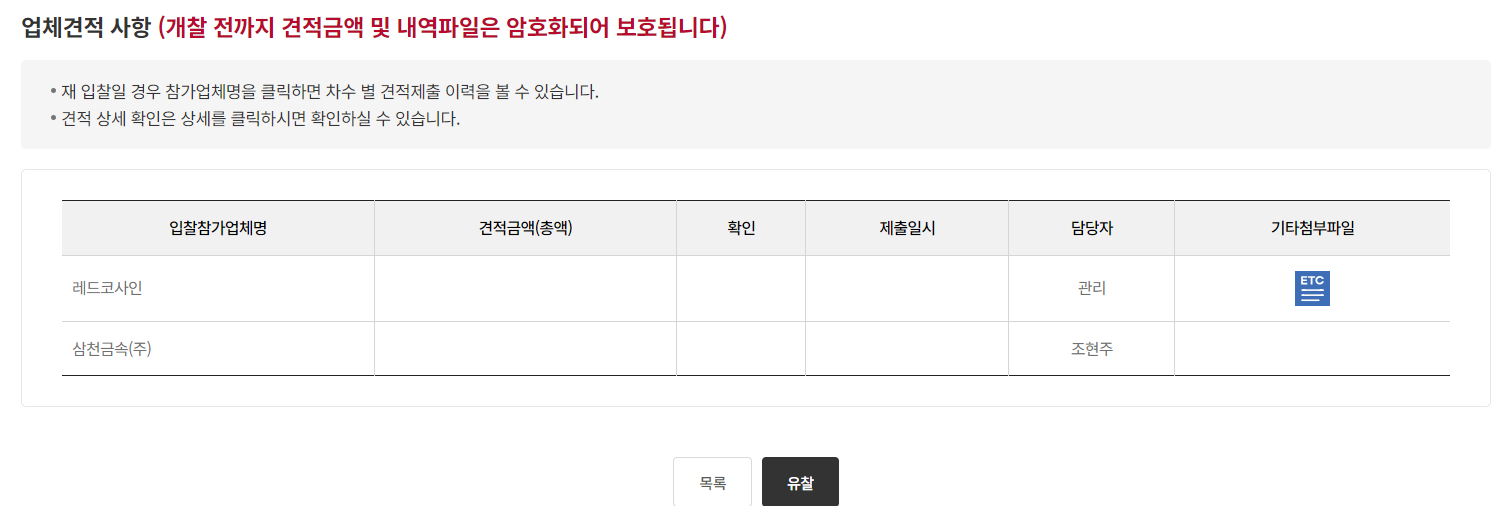 업체견적 사항 (개찰 전까지 견적금액 및 내역파일은 암호화되어 보호됩니다)
• 재 입찰일 경우 참가업체명을 클릭하면 차수 별 견적제출 이력을 볼 수 있습니다.
• 견적 상세 확인은 상세를 클릭하시면 확인하실 수 있습니다.
입찰참가업체명 견적금액(총액) 확인 제출일시 담당자 기타첨부파일
레드코사인 관리 ETC
삼천금속(주) 조현주
목록 유찰